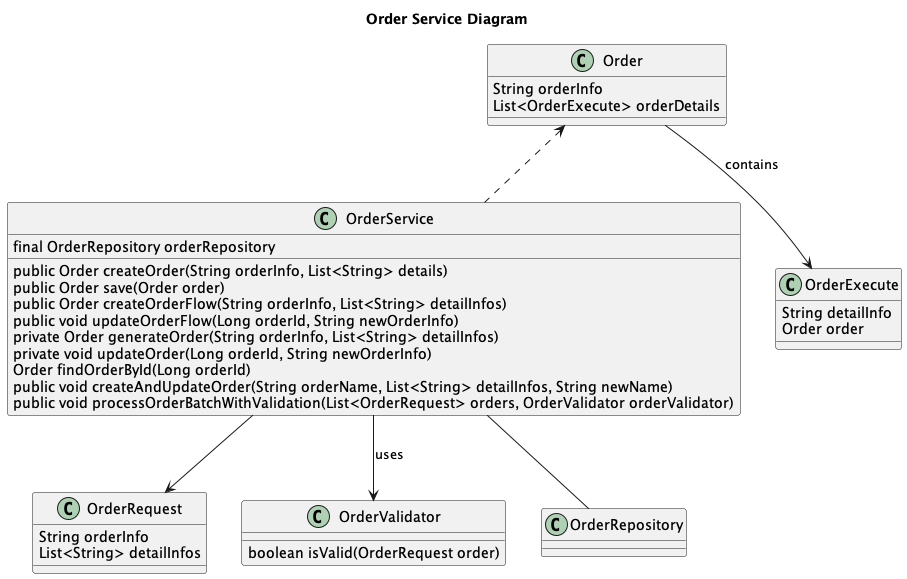 Order Service Diagram
C Order
String orderInfo
List<OrderExecute> orderDetails
contains
C OrderService
final OrderRepository orderRepository
public Order createOrder(String orderInfo, List<String> details)
public Order save(Order order)
public Order createOrderFlow(String orderInfo, List<String> detailInfos)
public void updateOrderFlow(Long orderId, String newOrderInfo)
private Order generateOrder(String orderInfo, List<String> detailInfos)
private void updateOrder(Long orderId, String newOrderInfo)
Order findOrderById(Long orderId)
public void createAndUpdateOrder(String orderName, List<String> detailInfos, String newName)
public void processOrderBatchWithValidation(List<OrderRequest> orders, OrderValidator orderValidator)
C OrderExecute
String detailInfo
Order order
uses
C OrderRequest
String orderInfo
List<String> detailInfos
C OrderValidator
boolean isValid(OrderRequest order)
C OrderRepository